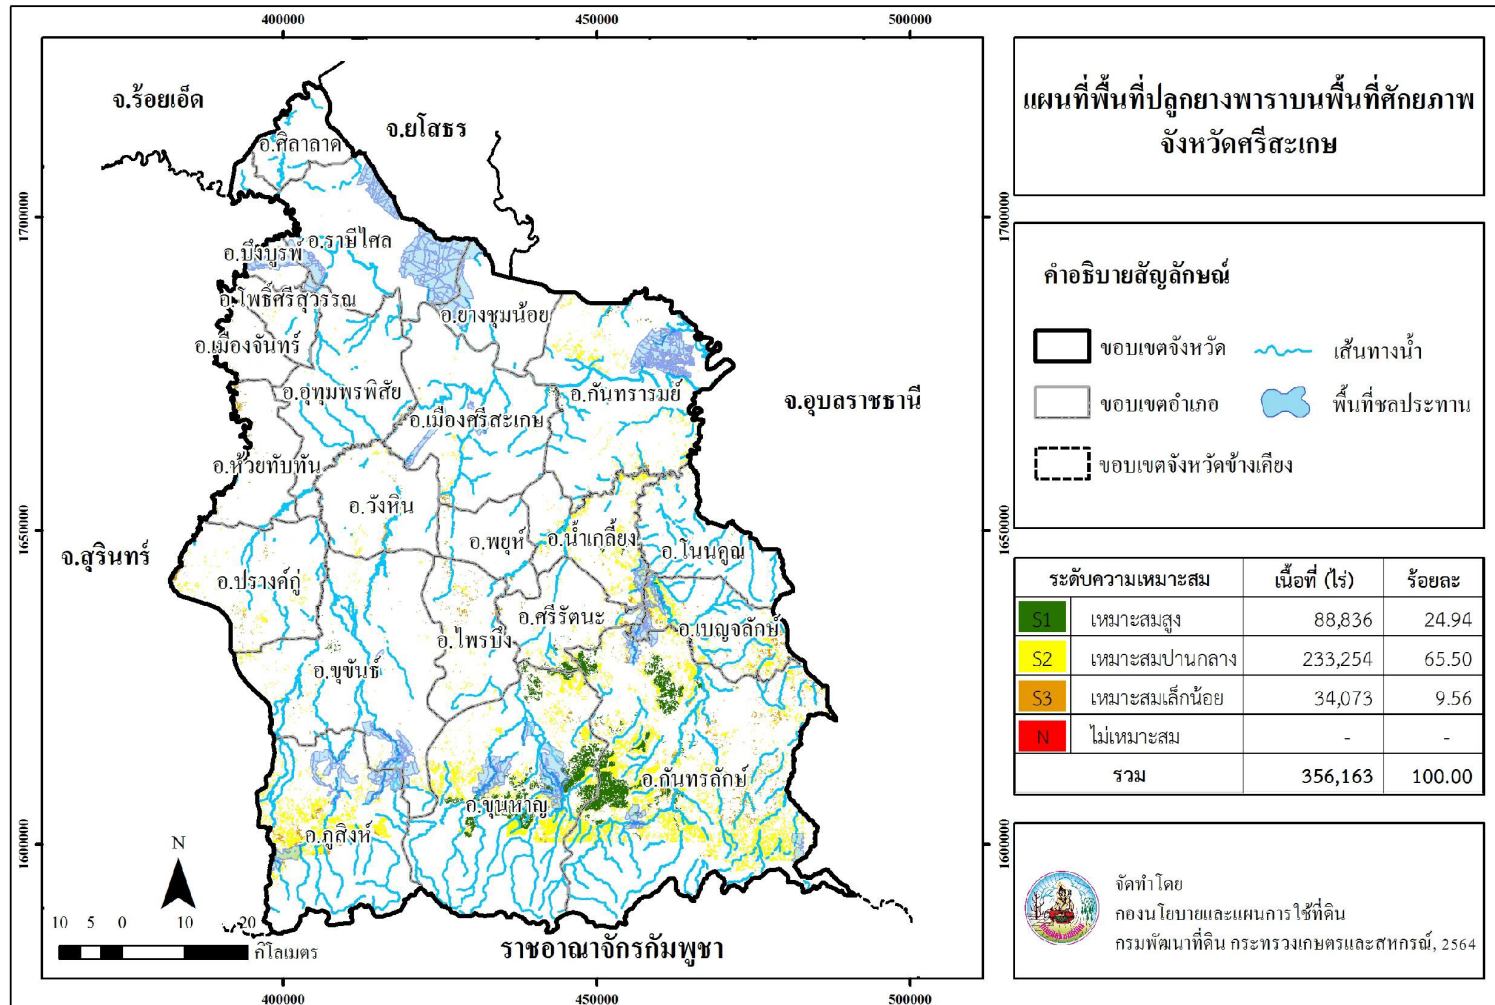 400000 450000 500000
จ.ร้อยเอ็ด
จ.ยโสธร
อ.ศิลาลาด
1700000
1700000
อ.ราษีไศล
อ.บึงบูรพ์
อ.โพธิ์ศรีสุวรรณ
อ.ยางชุมน้อย
อ.เมืองจันทร์
อ.อุทุมพรพิสัย
อ.กันทรารมย์
อ.เมืองศรีสะเกษ
จ.อุบลราชธานี
อ.ห้วยทับทัน
อ.วังหิน
1650000
1650000
อ.พยุห์
อ.น้ำเกลี้ยง
อ.โนนคูณ
จ.สุรินทร์
อ.ปรางค์กู่
อ.ศรีรัตนะ
อ.เบญจลักษ์
อ.ไพรบึง
อ.ขุขันธ์
อ.กันทรลักษ์
อ.ขุนหาญ
อ.ภูสิงห์
1600000
1600000
N
10 5 0 10 20
กิโลเมตร
ราชอาณาจักรกัมพูชา
400000 450000 500000
แผนที่พื้นที่ปลูกยางพาราบนพื้นที่ศักยภาพ
จังหวัดศรีสะเกษ
คำอธิบายสัญลักษณ์
ขอบเขตจังหวัด เส้นทางน้ำ
ขอบเขตอำเภอ พื้นที่ชลประทาน
ขอบเขตจังหวัดข้างเคียง
ระดับความเหมาะสม เนื้อที่ (ไร่) ร้อยละ
S1 เหมาะสมสูง 88,836 24.94
S2 เหมาะสมปานกลาง 233,254 65.50
S3 เหมาะสมเล็กน้อย 34,073 9.56
N ไม่เหมาะสม - -
รวม 356,163 100.00
จัดทำโดย
กองนโยบายและแผนการใช้ที่ดิน
กรมพัฒนาที่ดิน กระทรวงเกษตรและสหกรณ์, 2564